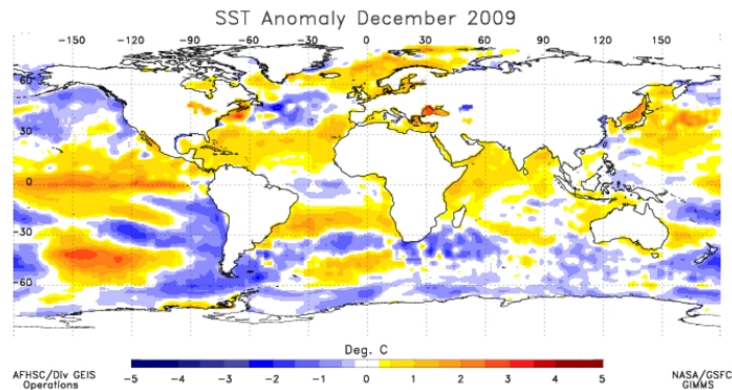 SST Anomaly December 2009
-150 -120 -90 -60 -30 0 30 60 90 120 150
60
30
0
-30
-60
Deg. C
-5 -4 -3 -2 -1 0 1 2 3 4 5
AFHSC/Div GEIS
Operations
NASA/GSFC
GIMMS